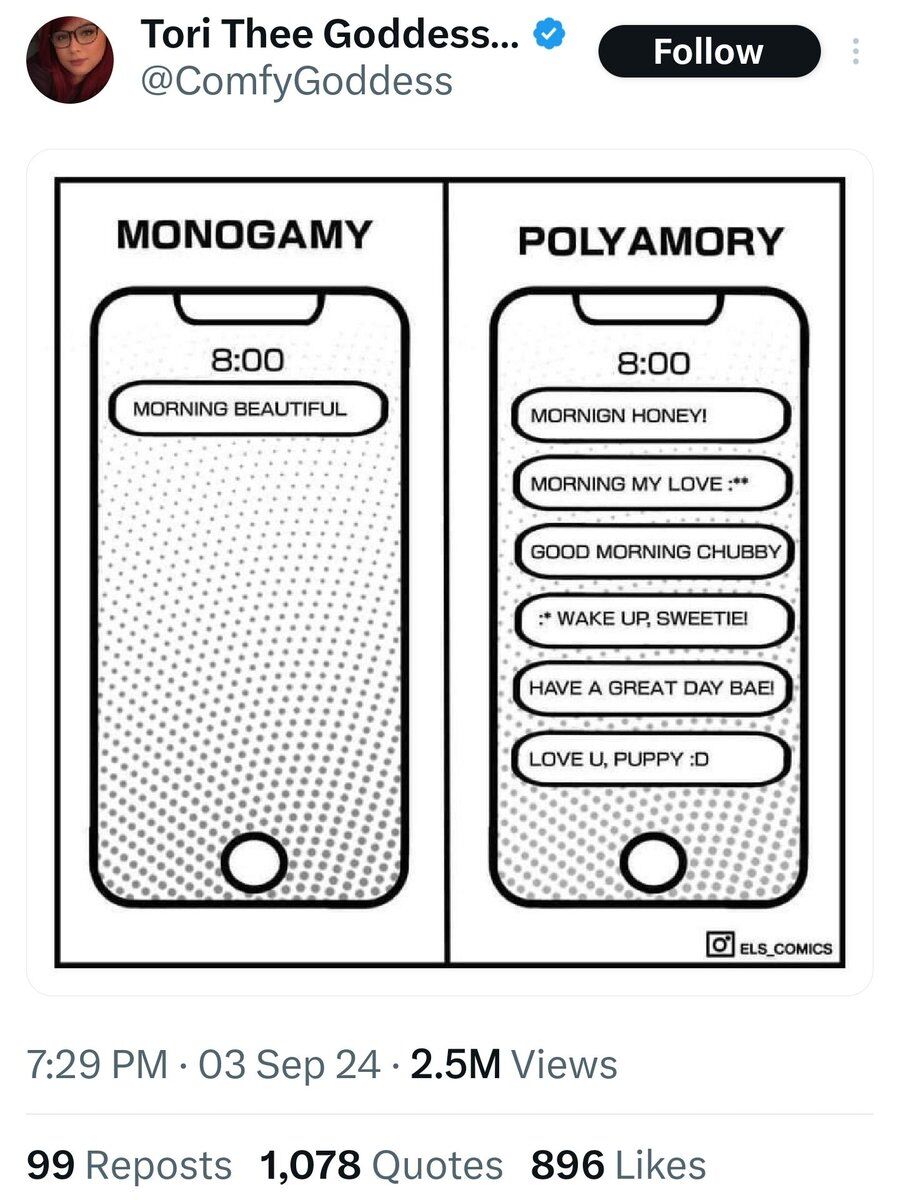 Tori Thee Goddess...
Follow
@ComfyGoddess
MONOGAMY
8:00
MORNING BEAUTIFUL
POLYAMORY
8:00
MORNIGN HONEY!
MORNING MY LOVE :**
GOOD MORNING CHUBBY
:* WAKE UP, SWEETIE!
HAVE A GREAT DAY BAE!
LOVE U, PUPPY :D
ELS_COMICS
7:29 PM · 03 Sep 24 · 2.5M Views
99 Reposts 1,078 Quotes 896 Likes